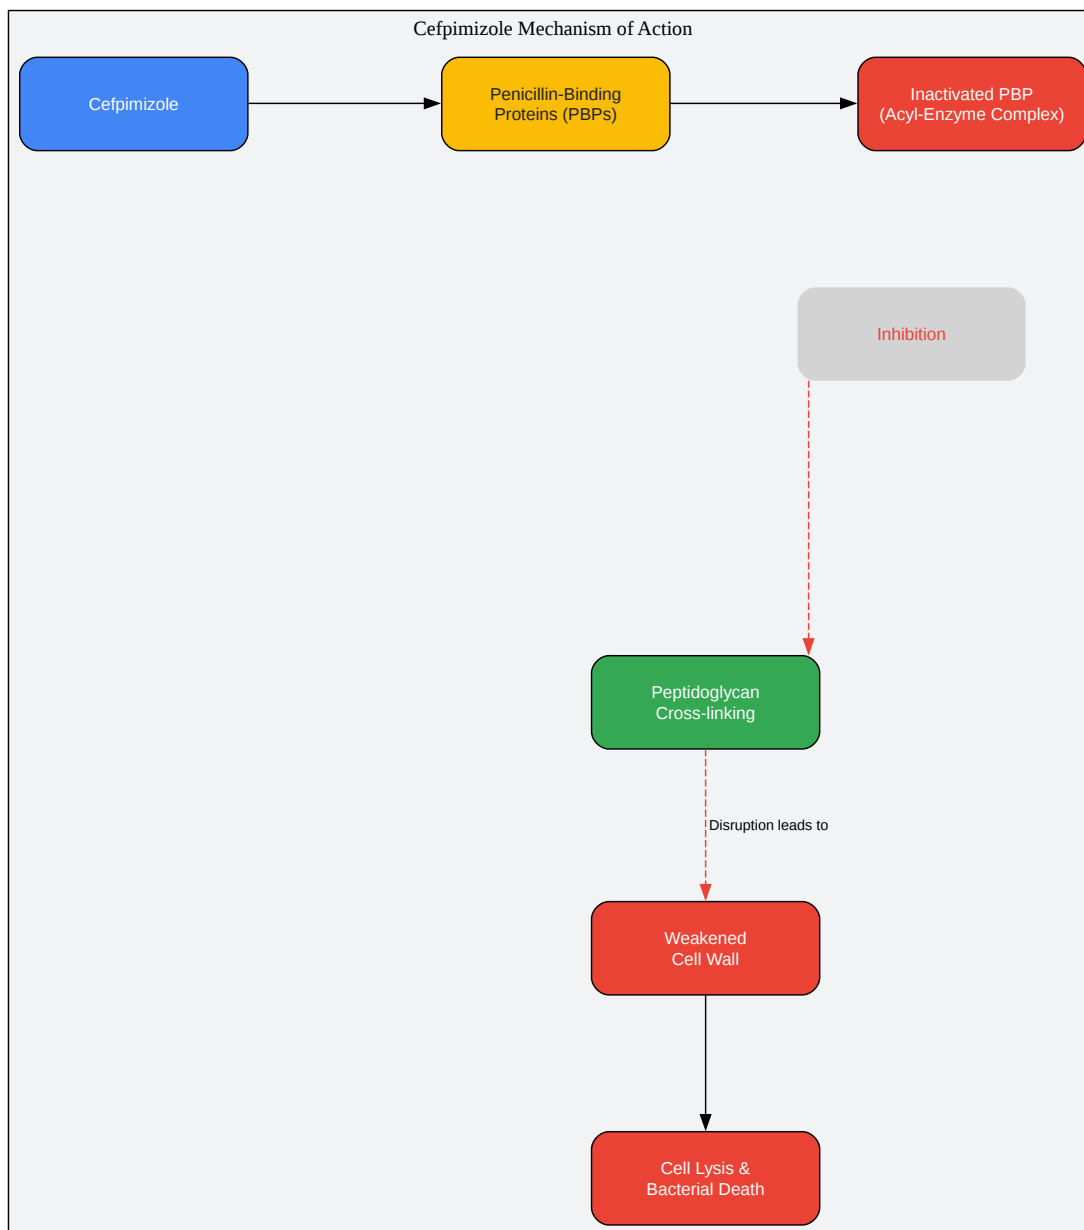 Cefpimizole Mechanism of Action
Cefpimizole
Penicillin-Binding
Proteins (PBPs)
Inactivated PBP
(Acyl-Enzyme Complex)
Inhibition
Peptidoglycan
Cross-linking
Disruption leads to
Weakened
Cell Wall
Cell Lysis &
Bacterial Death